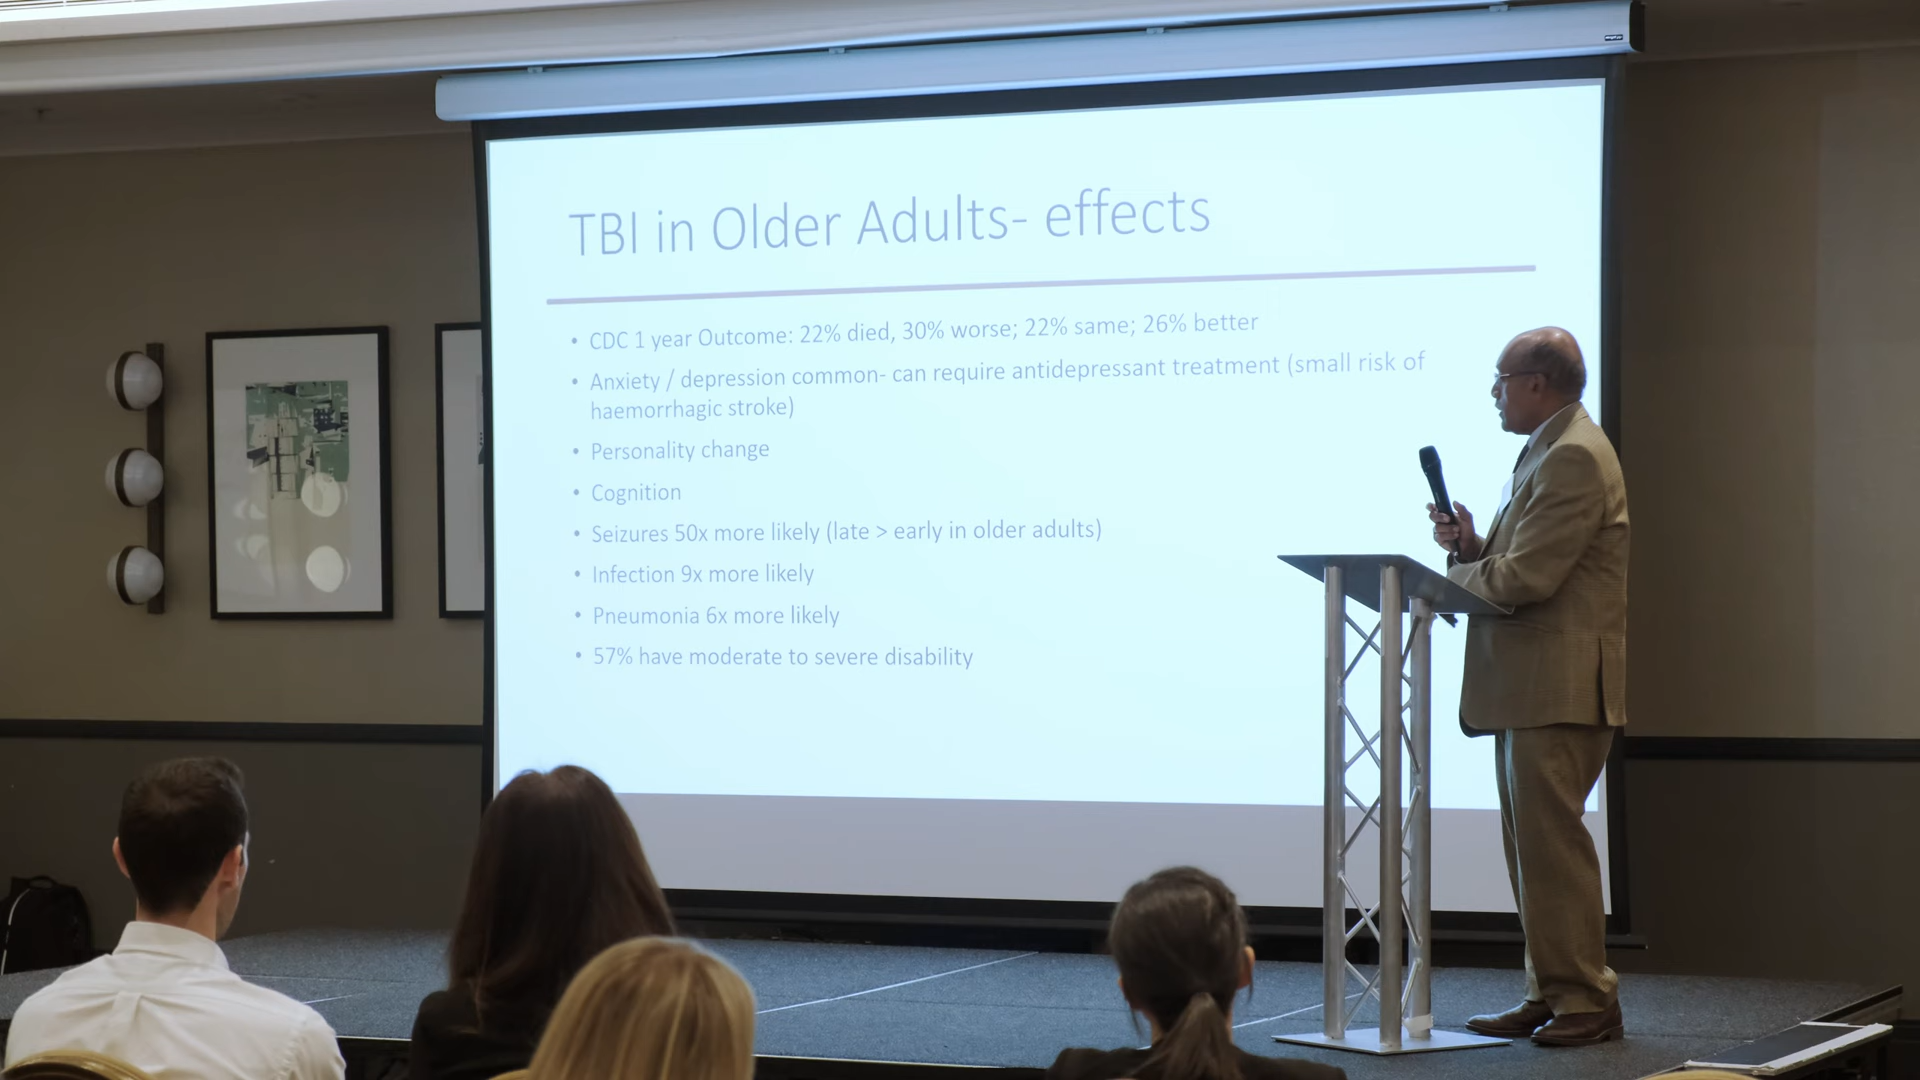 TBI in Older Adults- effects
• CDC 1 year Outcome: 22% died, 30% worse; 22% same; 26% better
• Anxiety / depression common- can require antidepressant treatment (small risk of
haemorrhagic stroke)
• Personality change
• Cognition
• Seizures 50x more likely (late > early in older adults)
• Infection 9x more likely
• Pneumonia 6x more likely
• 57% have moderate to severe disability